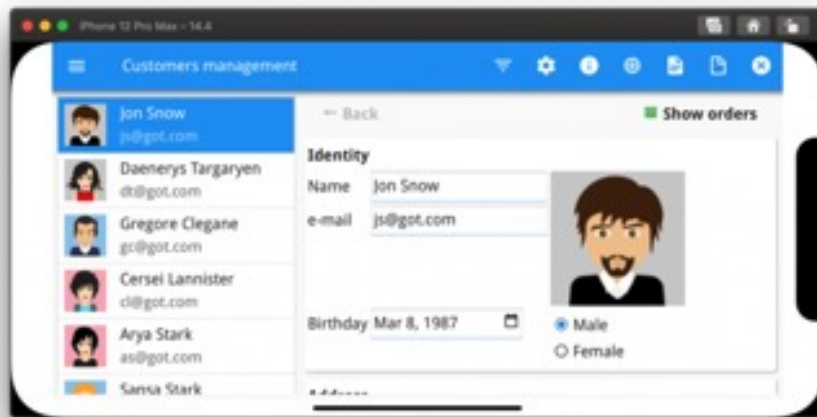 iPhone 12 Pro Max – 14.4
Customers management
Jon Snow
js@got.com
Daenerys Targaryen
dt@got.com
Gregore Clegane
gc@got.com
Cersei Lannister
cl@got.com
Arya Stark
as@got.com
Sansa Stark
← Back
Show orders
Identity
Name Jon Snow
e-mail js@got.com
Birthday Mar 8, 1987
Male
Female
Address